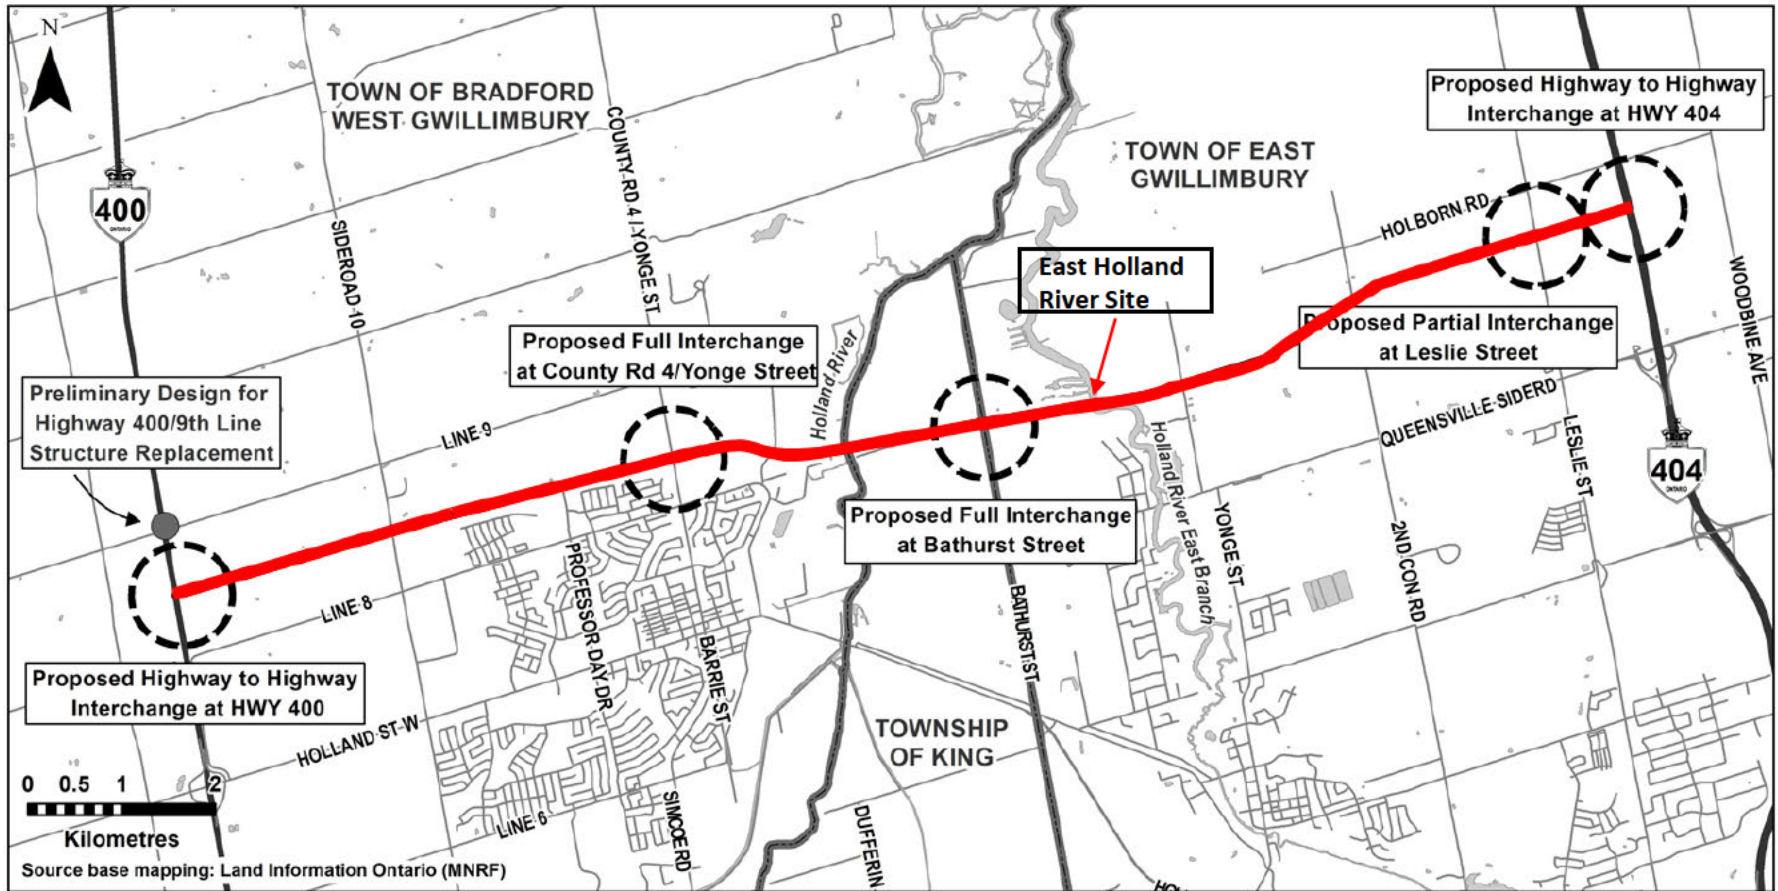 N
TOWN OF BRADFORD
WEST GWILLIMBURY
COUNTY RD 4 / YONGE ST
Proposed Highway to Highway
Interchange at HWY 404
TOWN OF EAST
GWILLIMBURY
400
ONTARIO
SIDEROAD 10
HOLBORN RD
East Holland
River Site
WOODBINE AVE
Proposed Full Interchange
at County Rd 4/Yonge Street
Holland River
Proposed Partial Interchange
at Leslie Street
Preliminary Design for
Highway 400/9th Line
Structure Replacement
LINE 9
QUEENSVILLE SIDERD
LESLIE ST
Holland River East Branch
404
ONTARIO
Proposed Full Interchange
at Bathurst Street
YONGE ST
2ND CON RD
PROFESSOR DAY DR
LINE 8
BATHURST ST
BARRIE ST
Proposed Highway to Highway
Interchange at HWY 400
HOLLAND ST W
TOWNSHIP
OF KING
0 0.5 1 2
Kilometres
LINE 6
SIMCOE RD
DUFFERIN
Source base mapping: Land Information Ontario (MNRF)